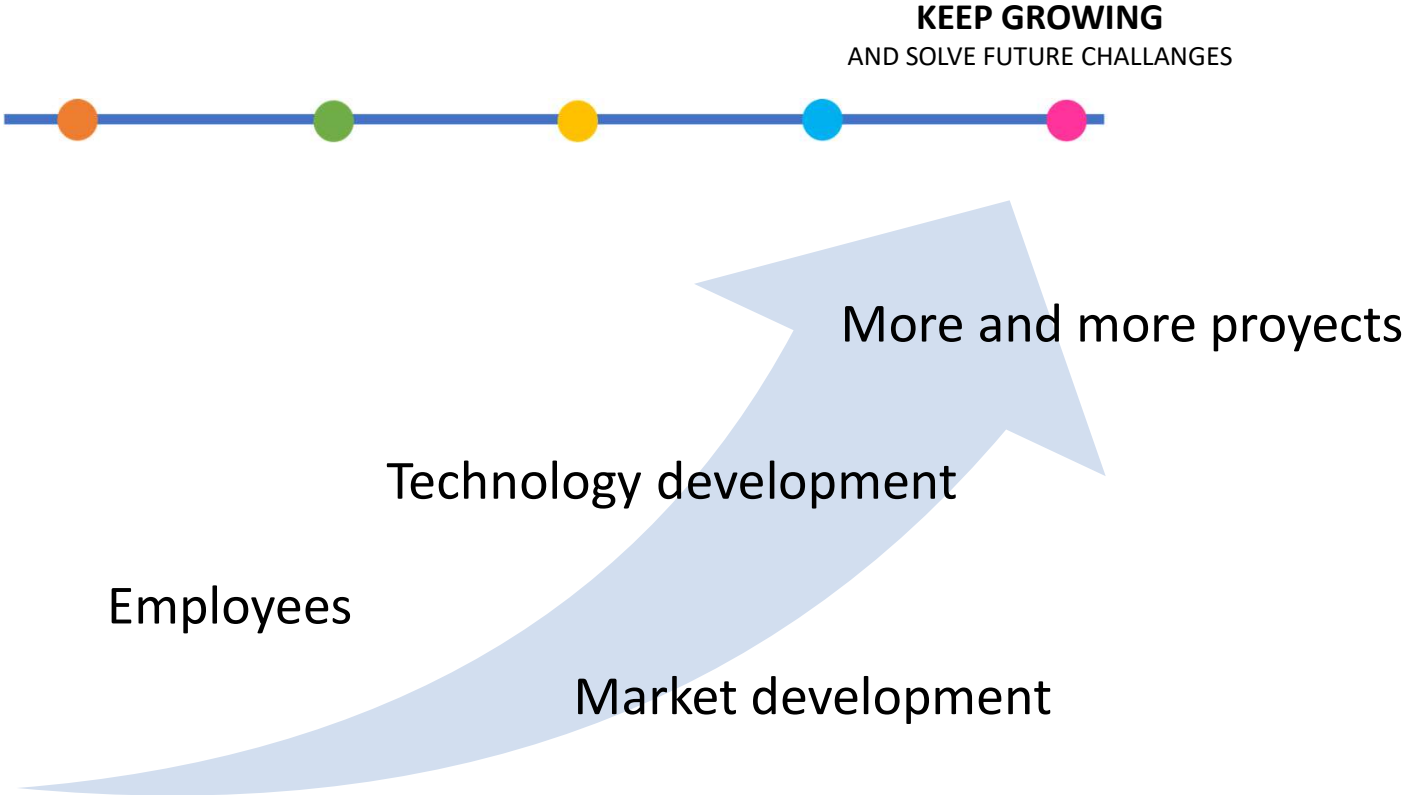 KEEP GROWING
AND SOLVE FUTURE CHALLANGES
More and more proyects
Technology development
Employees
Market development